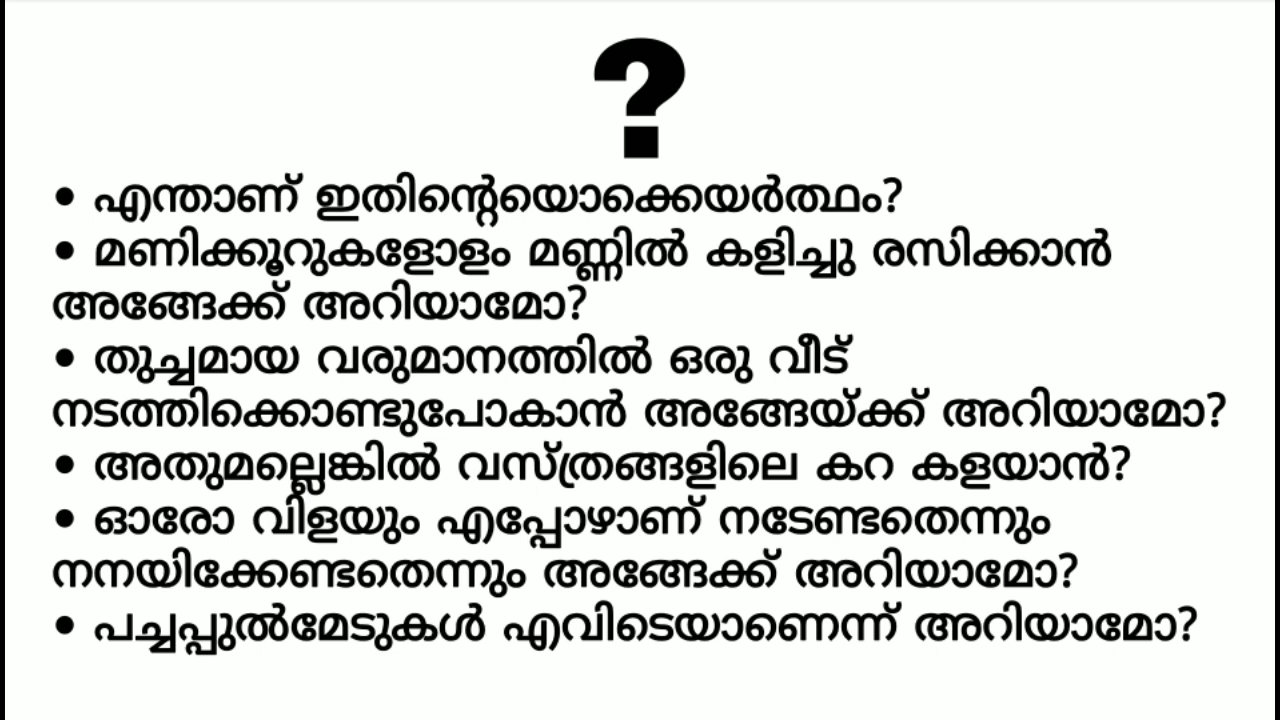 ?
• എന്താണ് ഇതിന്റെയൊക്കെയർത്ഥം?
• മണിക്കൂറുകളോളം മണ്ണിൽ കളിച്ചു രസിക്കാൻ
അങ്ങേക്ക് അറിയാമോ?
• തുച്ചമായ വരുമാനത്തിൽ ഒരു വീട്
നടത്തിക്കൊണ്ടുപോകാൻ അങ്ങേയ്ക്ക് അറിയാമോ?
• അതുമല്ലെങ്കിൽ വസ്ത്രങ്ങളിലെ കറ കളയാൻ?
• ഓരോ വിളയും എപ്പോഴാണ് നടേണ്ടതെന്നും
നനയിക്കേണ്ടതെന്നും അങ്ങേക്ക് അറിയാമോ?
• പച്ചപ്പുൽമേടുകൾ എവിടെയാണെന്ന് അറിയാമോ?